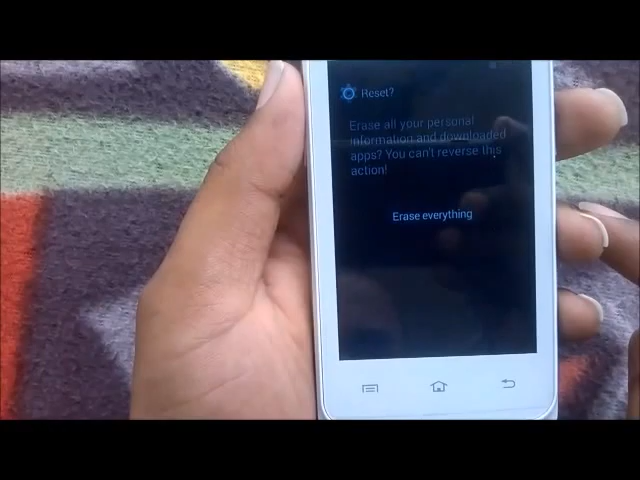 Reset?
Erase all your personal
information and downloaded
apps? You can't reverse this
action!
Erase everything